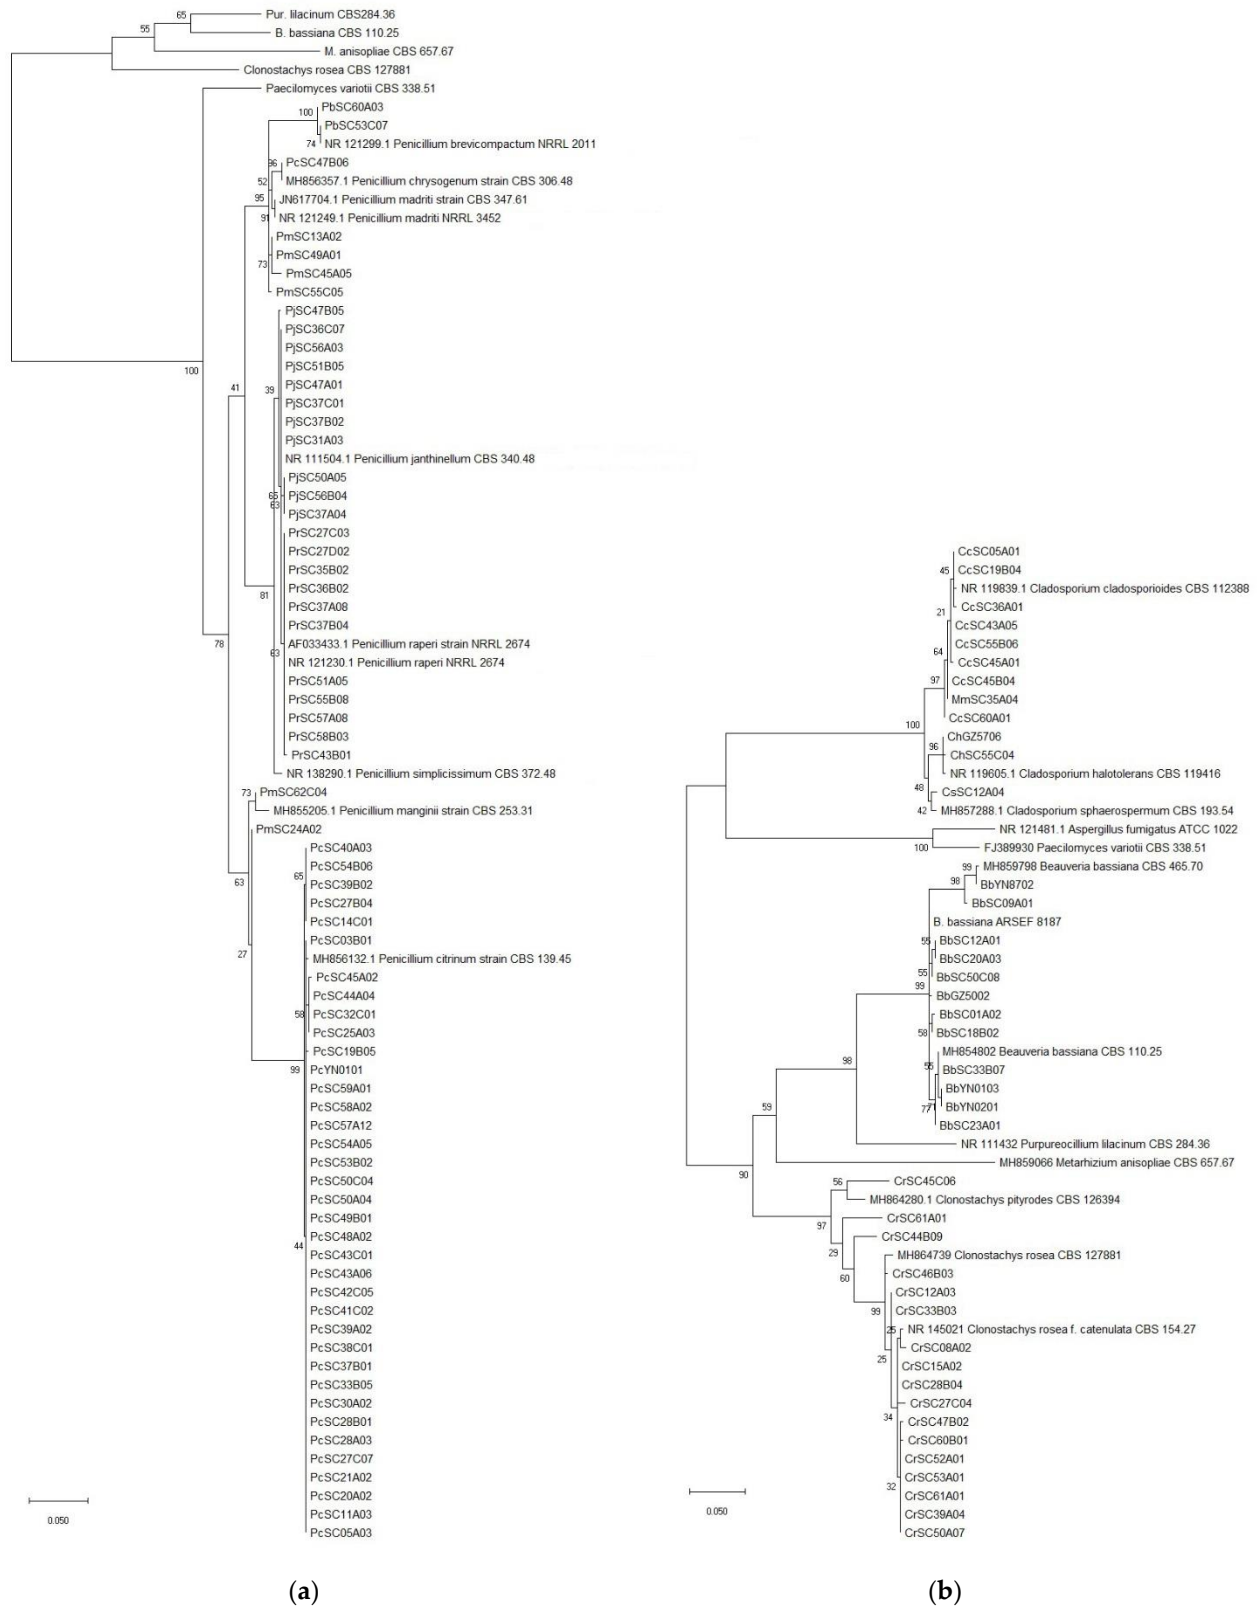 65
Pur. lilacinum CBS284.36
55
B. bassiana CBS 110.25
M. anisopliae CBS 657.67
Clonostachys rosea CBS 127881
Paecilomyces variotii CBS 338.51
100
PbSC60A03
PbSC53C07
74
NR 121299.1 Penicillium brevicompactum NRRL 2011
96
PcSC47B06
52
MH856357.1 Penicillium chrysogenum strain CBS 306.48
95
JN617704.1 Penicillium madriti strain CBS 347.61
91
NR 121249.1 Penicillium madriti NRRL 3452
PmSC13A02
PmSC49A01
73
PmSC45A05
PmSC55C05
PjSC47B05
PjSC36C07
PjSC56A03
PjSC51B05
100
41
39
PjSC47A01
PjSC37C01
PjSC37B02
PjSC31A03
NR 111504.1 Penicillium janthinellum CBS 340.48
PjSC50A05
65
PjSC56B04
63
PjSC37A04
PrSC27C03
PrSC27D02
PrSC35B02
PrSC36B02
81
PrSC37A08
PrSC37B04
78
AF033433.1 Penicillium raperi strain NRRL 2674
63
NR 121230.1 Penicillium raperi NRRL 2674
PrSC51A05
PrSC55B08
PrSC57A08
PrSC58B03
PrSC43B01
NR 138290.1 Penicillium simplicissimum CBS 372.48
73
PmSC62C04
MH855205.1 Penicillium manginii strain CBS 253.31
PmSC24A02
PcSC40A03
PcSC54B06
63
65
PcSC39B02
PcSC27B04
PcSC14C01
PcSC03B01
27
MH856132.1 Penicillium citrinum strain CBS 139.45
PcSC45A02
PcSC44A04
58
PcSC32C01
PcSC25A03
PcSC19B05
99
PcYN0101
PcSC59A01
PcSC58A02
PcSC57A12
PcSC54A05
PcSC53B02
PcSC50C04
PcSC50A04
PcSC49B01
PcSC48A02
44
PcSC43C01
PcSC43A06
PcSC42C05
PcSC41C02
PcSC39A02
PcSC38C01
PcSC37B01
PcSC33B05
PcSC30A02
PcSC28B01
PcSC28A03
PcSC27C07
PcSC21A02
PcSC20A02
PcSC11A03
PcSC05A03
0.050
(a)
CcSC05A01
45
CcSC19B04
NR 119839.1 Cladosporium cladosporioides CBS 112388
21
CcSC36A01
CcSC43A05
CcSC55B06
64
CcSC45A01
97
CcSC45B04
MmSC35A04
CcSC60A01
100
ChGZ5706
96
ChSC55C04
NR 119605.1 Cladosporium halotolerans CBS 119416
48
CsSC12A04
42
MH857288.1 Cladosporium sphaerospermum CBS 193.54
NR 121481.1 Aspergillus fumigatus ATCC 1022
100
FJ389930 Paecilomyces variotii CBS 338.51
99
MH859798 Beauveria bassiana CBS 465.70
98
BbYN8702
BbSC09A01
B. bassiana ARSEF 8187
55
BbSC12A01
BbSC20A03
55
BbSC50C08
99
BbGZ5002
BbSC01A02
58
BbSC18B02
MH854802 Beauveria bassiana CBS 110.25
98
55
BbSC33B07
BbYN0103
77
71
BbYN0201
59
BbSC23A01
NR 111432 Purpureocillium lilacinum CBS 284.36
MH859066 Metarhizium anisopliae CBS 657.67
90
56
CrSC45C06
MH864280.1 Clonostachys pityrodes CBS 126394
97
CrSC61A01
CrSC44B09
29
MH864739 Clonostachys rosea CBS 127881
60
CrSC46B03
CrSC12A03
99
CrSC33B03
25
NR 145021 Clonostachys rosea f. catenulata CBS 154.27
CrSC08A02
25
CrSC15A02
CrSC28B04
CrSC27C04
34
CrSC47B02
CrSC60B01
CrSC52A01
CrSC53A01
32
CrSC61A01
CrSC39A04
CrSC50A07
0.050
(b)